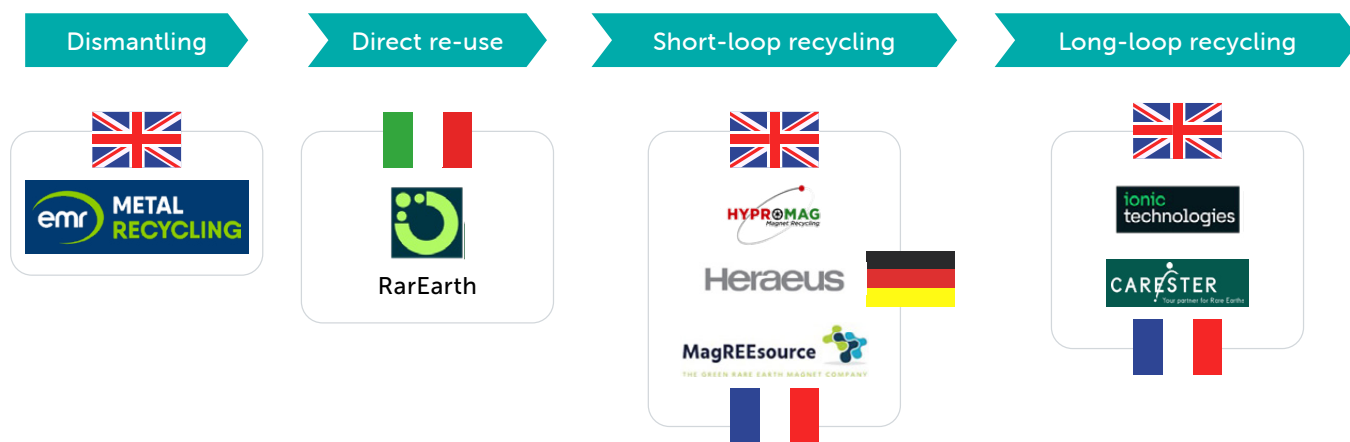 Dismantling
Direct re-use
Short-loop recycling
Long-loop recycling
emr METAL
RECYCLING
RarEarth
HYPROMAG
Magnet Recycling
Heraeus
MagREEsource
THE GREEN RARE EARTH MAGNET COMPANY
ionic
technologies
CARESTER
Your partner for Rare Earths